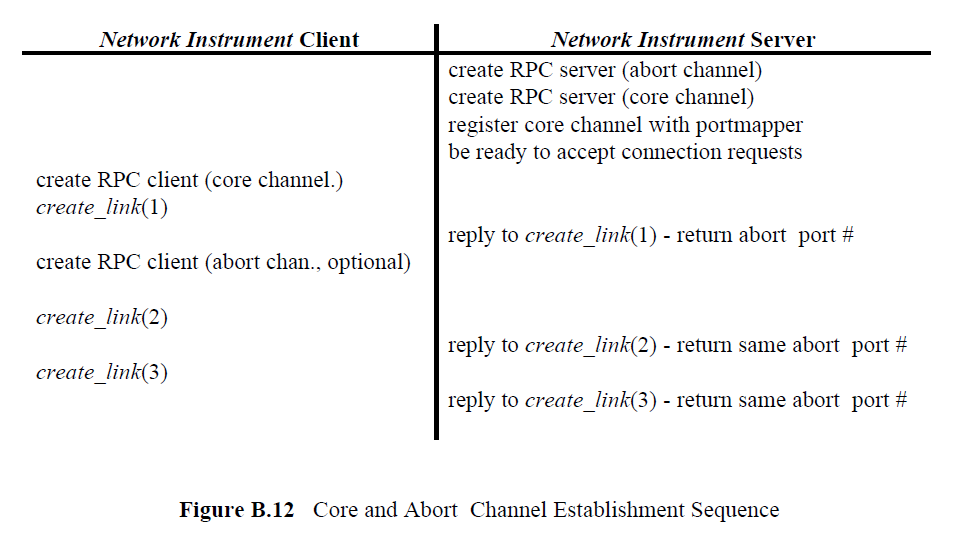 Network Instrument Client
Network Instrument Server
create RPC server (abort channel)
create RPC server (core channel)
register core channel with portmapper
be ready to accept connection requests
create RPC client (core channel.)
create_link(1)
reply to create_link(1) - return abort port #
create RPC client (abort chan., optional)
create_link(2)
reply to create_link(2) - return same abort port #
create_link(3)
reply to create_link(3) - return same abort port #
Figure B.12 Core and Abort Channel Establishment Sequence